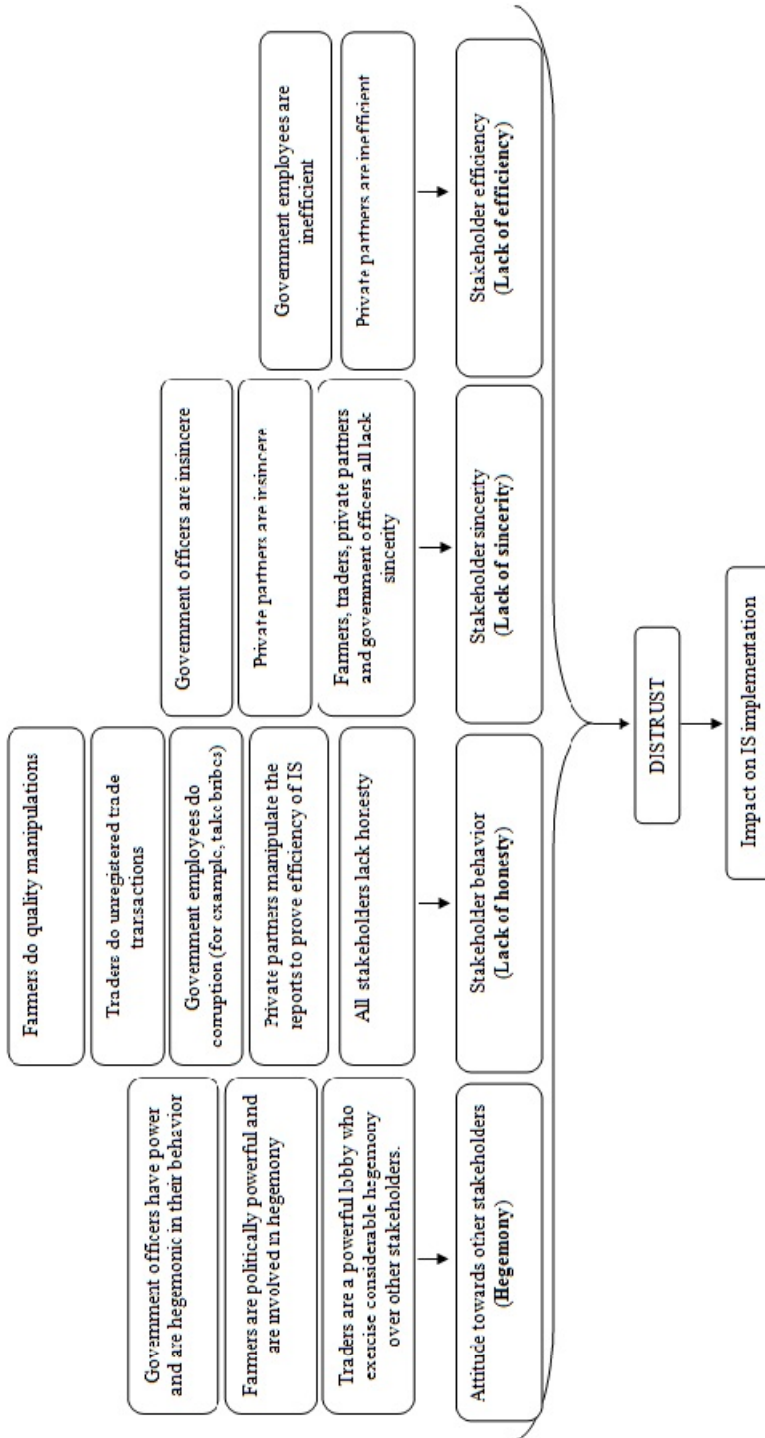 Government officers have power
and are hegemonic in their behavior
Farmers are politically powerful and
are involved in hegemony
Traders are a powerful lobby who
exercise considerable hegemony
over other stakeholders.
Attitude towards other stakeholders
(Hegemony)
Farmers do quality manipulations
Traders do unregistered trade
transactions
Government employees do
corruption (for example, take bribes)
Private partners manipulate the
reports to prove efficiency of IS
All stakeholders lack honesty
Stakeholder behavior
(Lack of honesty)
Government officers are insincere
Private partners are insincere
Farmers, traders, private partners
and government officers all lack
sincerity
Stakeholder sincerity
(Lack of sincerity)
Government employees are
inefficient
Private partners are inefficient
Stakeholder efficiency
(Lack of efficiency)
DISTRUST
Impact on IS implementation